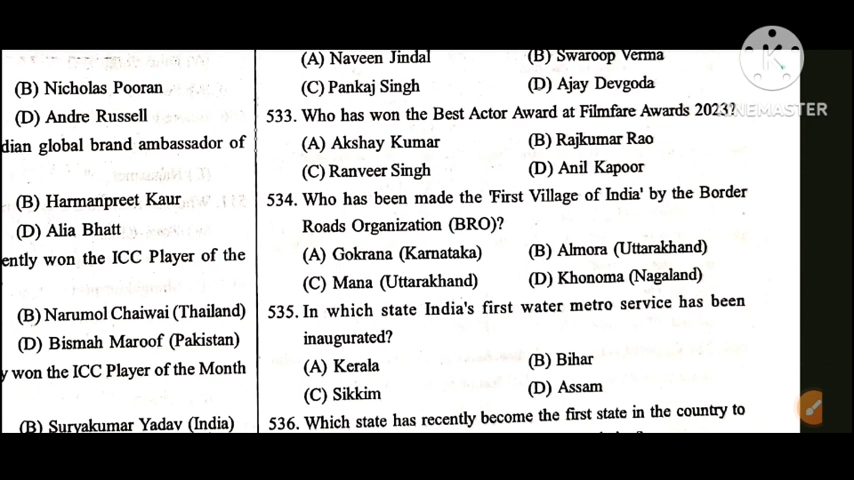 (B) Nicholas Pooran
(D) Andre Russell
dian global brand ambassador of
(B) Harmanpreet Kaur
(D) Alia Bhatt
ently won the ICC Player of the
(B) Narumol Chaiwai (Thailand)
(D) Bismah Maroof (Pakistan)
y won the ICC Player of the Month
(B) Suryakumar Yadav (India)
(A) Naveen Jindal (B) Swaroop Verma
(C) Pankaj Singh (D) Ajay Devgoda
533. Who has won the Best Actor Award at Filmfare Awards 2023?
(A) Akshay Kumar (B) Rajkumar Rao
(C) Ranveer Singh (D) Anil Kapoor
534. Who has been made the 'First Village of India' by the Border
Roads Organization (BRO)?
(A) Gokrana (Karnataka) (B) Almora (Uttarakhand)
(C) Mana (Uttarakhand) (D) Khonoma (Nagaland)
535. In which state India's first water metro service has been
inaugurated?
(A) Kerala (B) Bihar
(C) Sikkim (D) Assam
536. Which state has recently become the first state in the country to
K
KINEMASTER